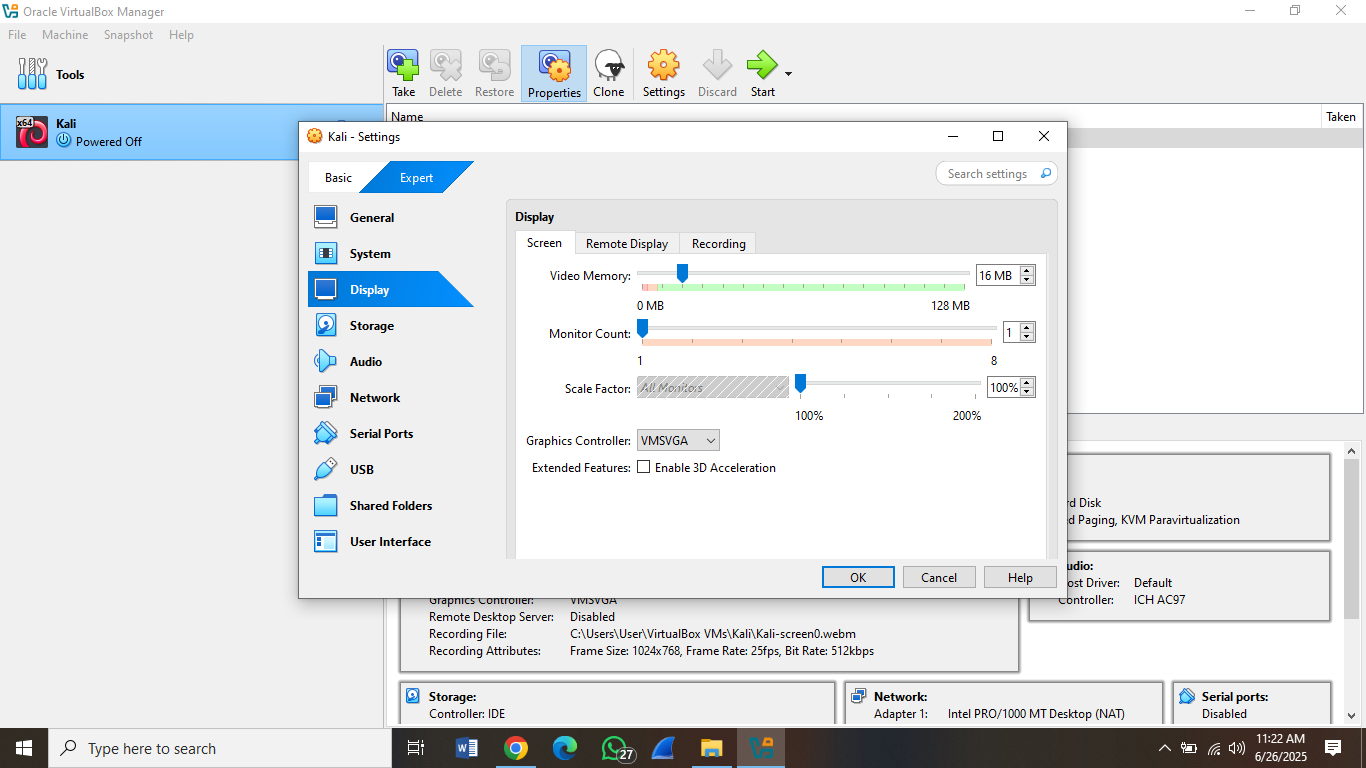 Oracle VirtualBox Manager
File Machine Snapshot Help
Tools
Take Delete Restore Properties Clone Settings Discard Start
x64
Kali
Powered Off
Name Taken
Kali - Settings
Basic Expert
Search settings
General
System
Display
Storage
Audio
Network
Serial Ports
USB
Shared Folders
User Interface
Display
Screen Remote Display Recording
Video Memory: 16 MB
0 MB 128 MB
Monitor Count: 1
1 8
Scale Factor: All Monitors 100%
100% 200%
Graphics Controller: VMSVGA
Extended Features: Enable 3D Acceleration
OK Cancel Help
rd Disk
d Paging, KVM Paravirtualization
udio:
ost Driver: Default
Controller: ICH AC97
Graphics Controller: VMSVGA
Remote Desktop Server: Disabled
Recording File: C:\Users\User\VirtualBox VMs\Kali\Kali-screen0.webm
Recording Attributes: Frame Size: 1024x768, Frame Rate: 25fps, Bit Rate: 512kbps
Storage:
Controller: IDE
Network:
Adapter 1: Intel PRO/1000 MT Desktop (NAT)
Serial ports:
Disabled
Type here to search
27
11:22 AM
6/26/2025